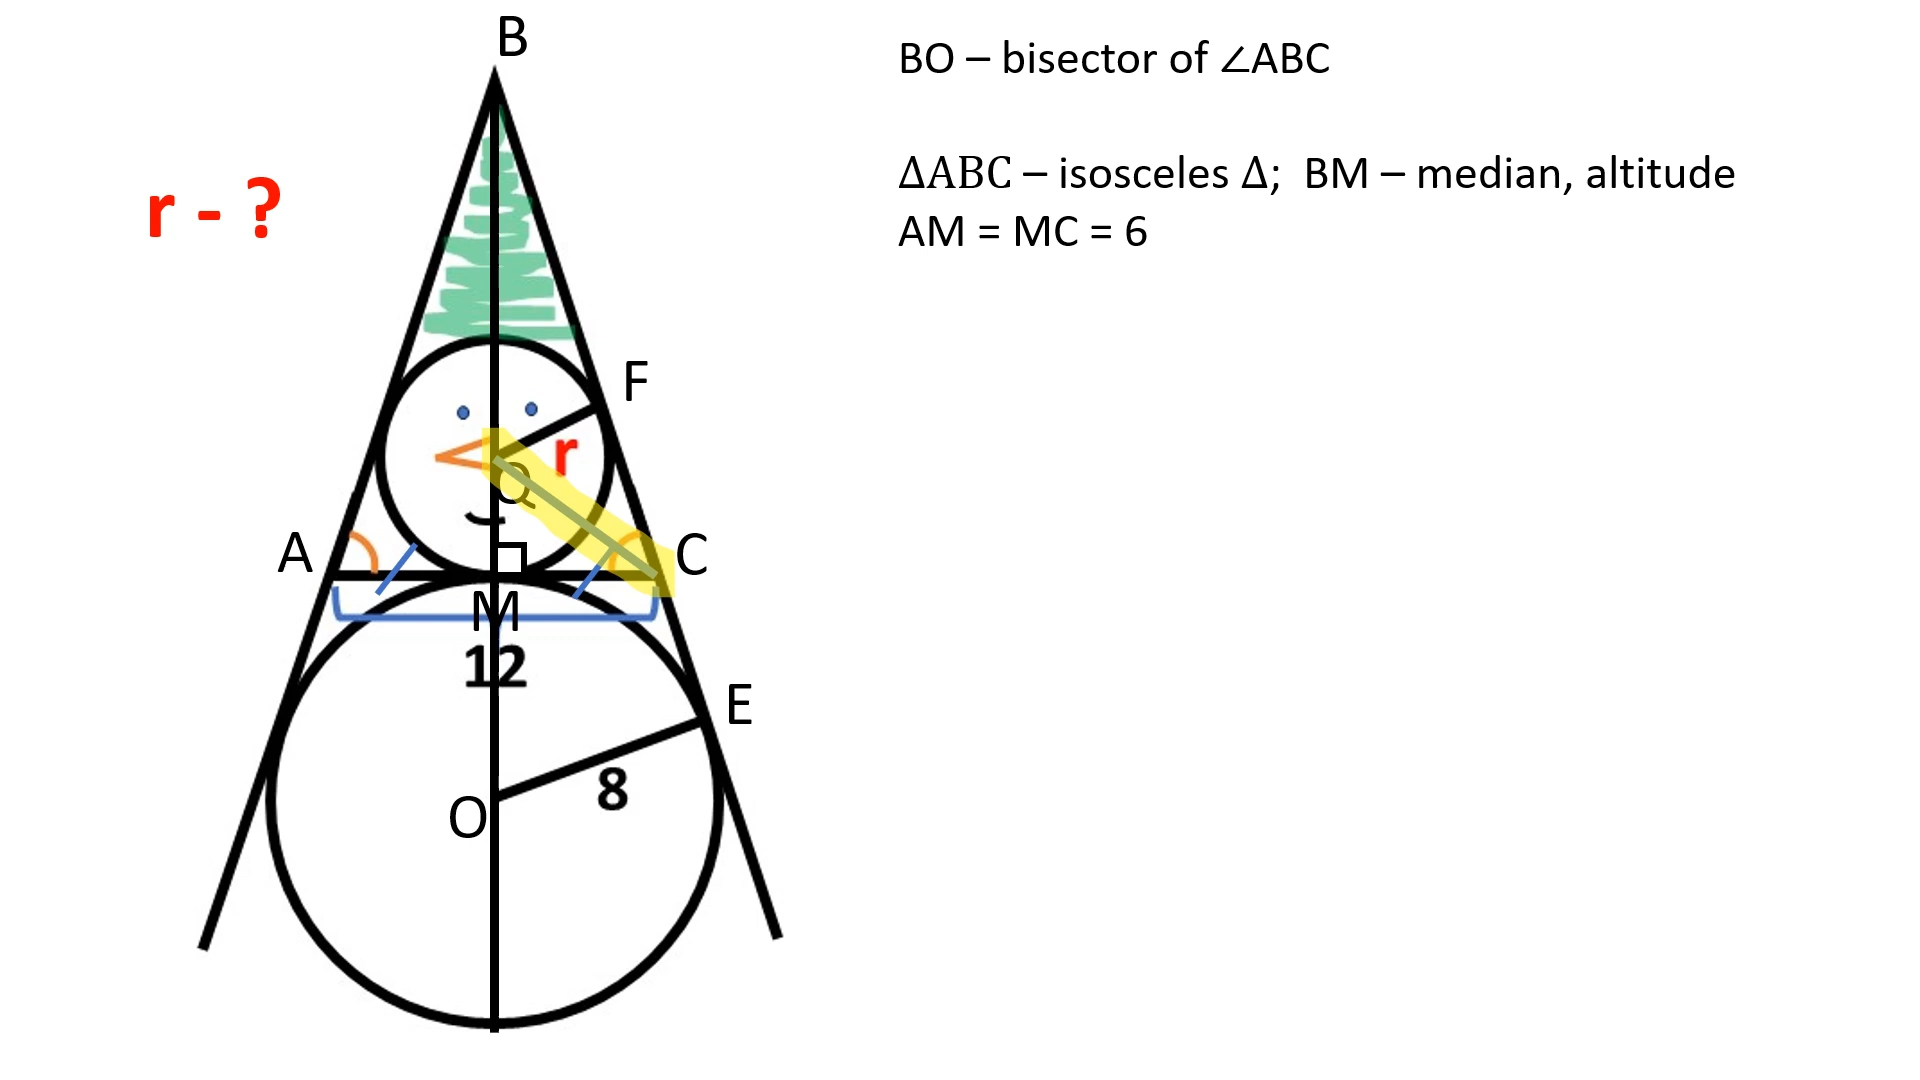 B
BO – bisector of ∠ABC
r - ?
ΔABC – isosceles Δ; BM – median, altitude
AM = MC = 6
F
r
Q
A
C
M
12
E
8
O